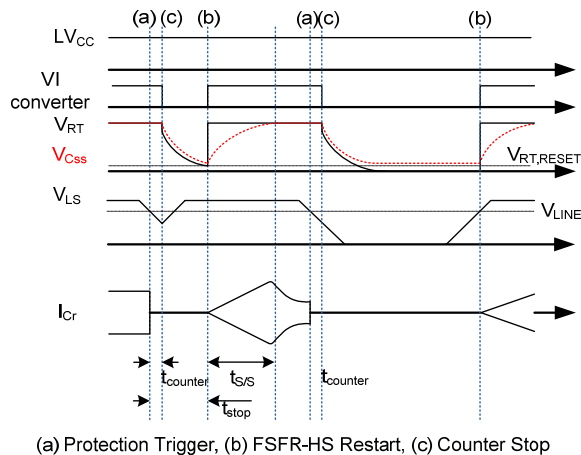 (a) (c) (b) (a) (c) (b)
LVCC
VI
converter
VRT
VCss
VRT,RESET
VLS
VLINE
ICr
tcounter tS/S tcounter
tstop
(a) Protection Trigger, (b) FSFR-HS Restart, (c) Counter Stop